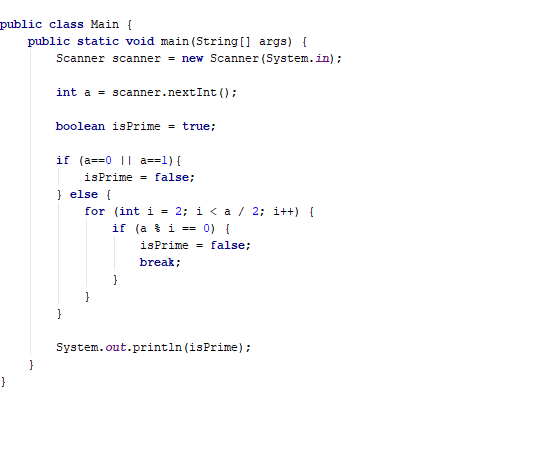 public class Main {
public static void main(String[] args) {
Scanner scanner = new Scanner(System.in);
int a = scanner.nextInt();
boolean isPrime = true;
if (a==0 || a==1){
isPrime = false;
} else {
for (int i = 2; i < a / 2; i++) {
if (a % i == 0) {
isPrime = false;
break;
}
}
}
System.out.println(isPrime);
}
}